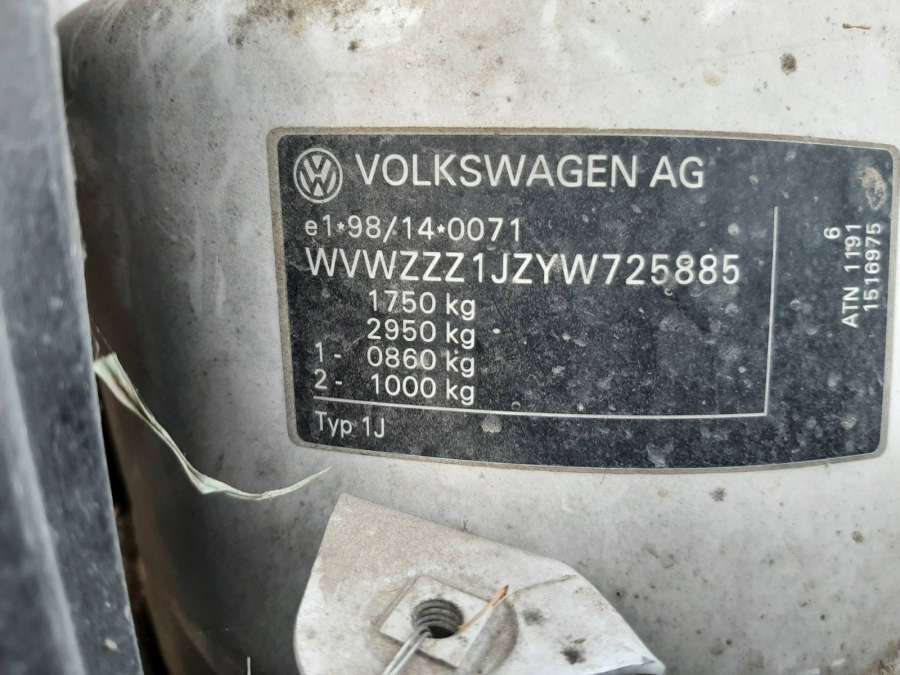 VOLKSWAGEN AG
e1*98/14*0071
WVWZZZ1JZYW725885
1750 kg
2950 kg
1- 0860 kg
2- 1000 kg
Typ 1J
6
ATN 1191
1516975